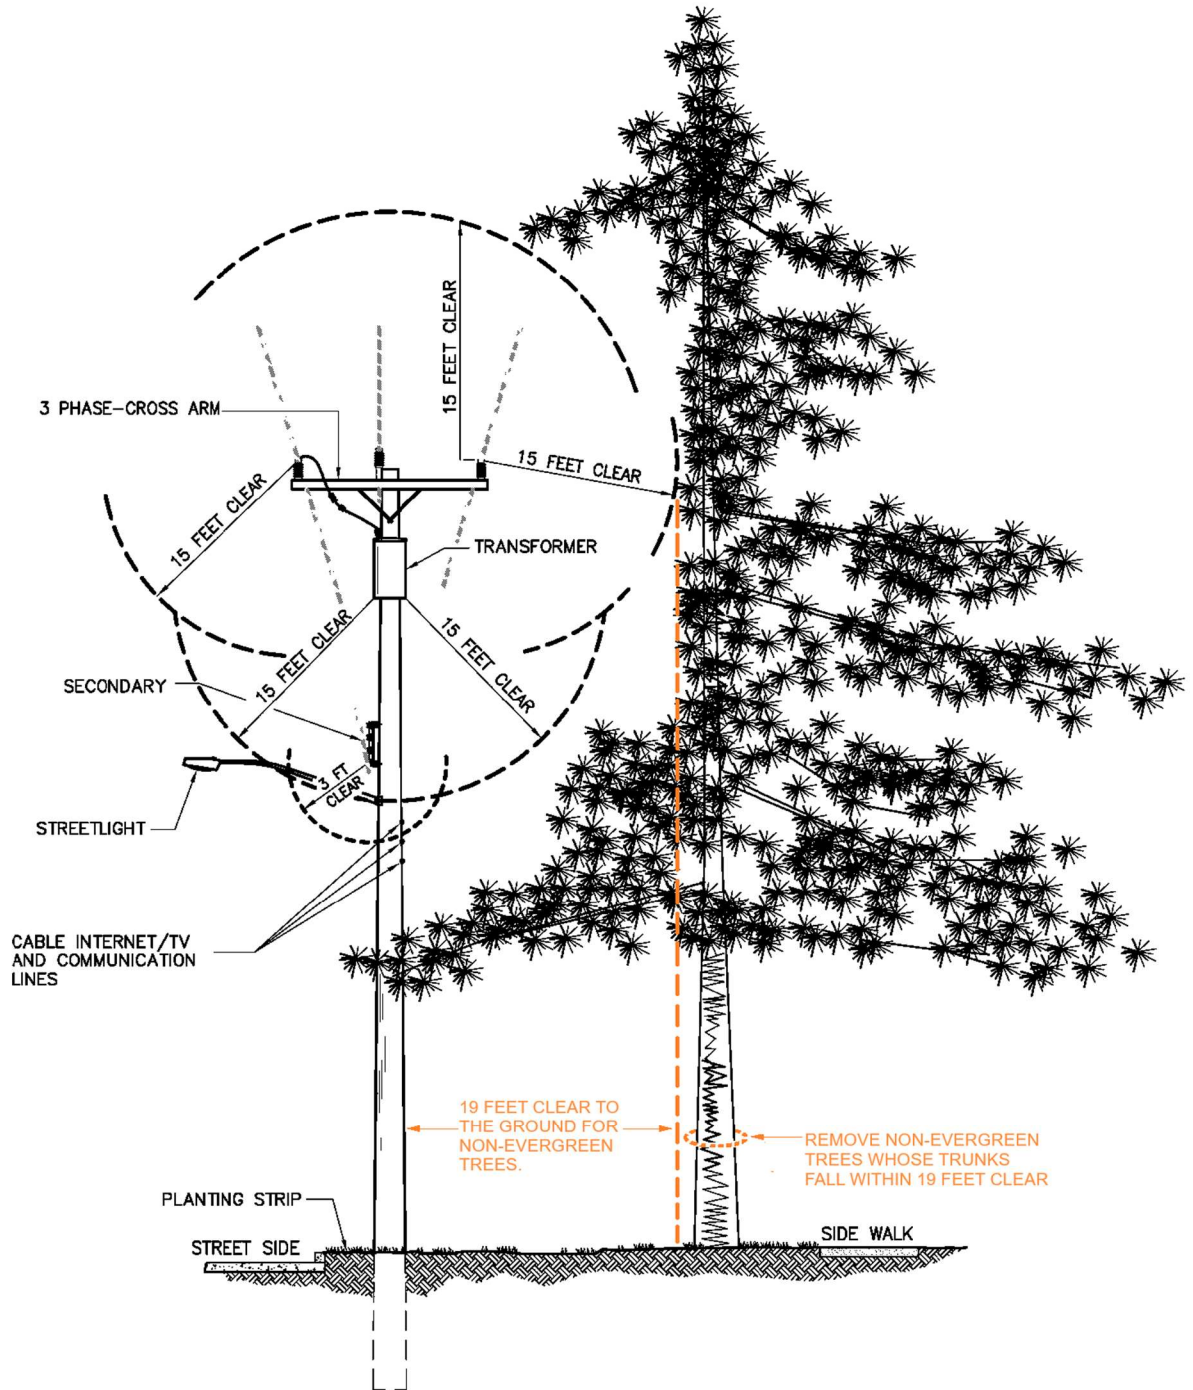 15 FEET CLEAR
3 PHASE-CROSS ARM
15 FEET CLEAR
15 FEET CLEAR
TRANSFORMER
15 FEET CLEAR
15 FEET CLEAR
SECONDARY
3 FT
CLEAR
STREETLIGHT
CABLE INTERNET/TV
AND COMMUNICATION
LINES
19 FEET CLEAR TO
THE GROUND FOR
NON-EVERGREEN
TREES.
REMOVE NON-EVERGREEN
TREES WHOSE TRUNKS
FALL WITHIN 19 FEET CLEAR
PLANTING STRIP
STREET SIDE
SIDE WALK